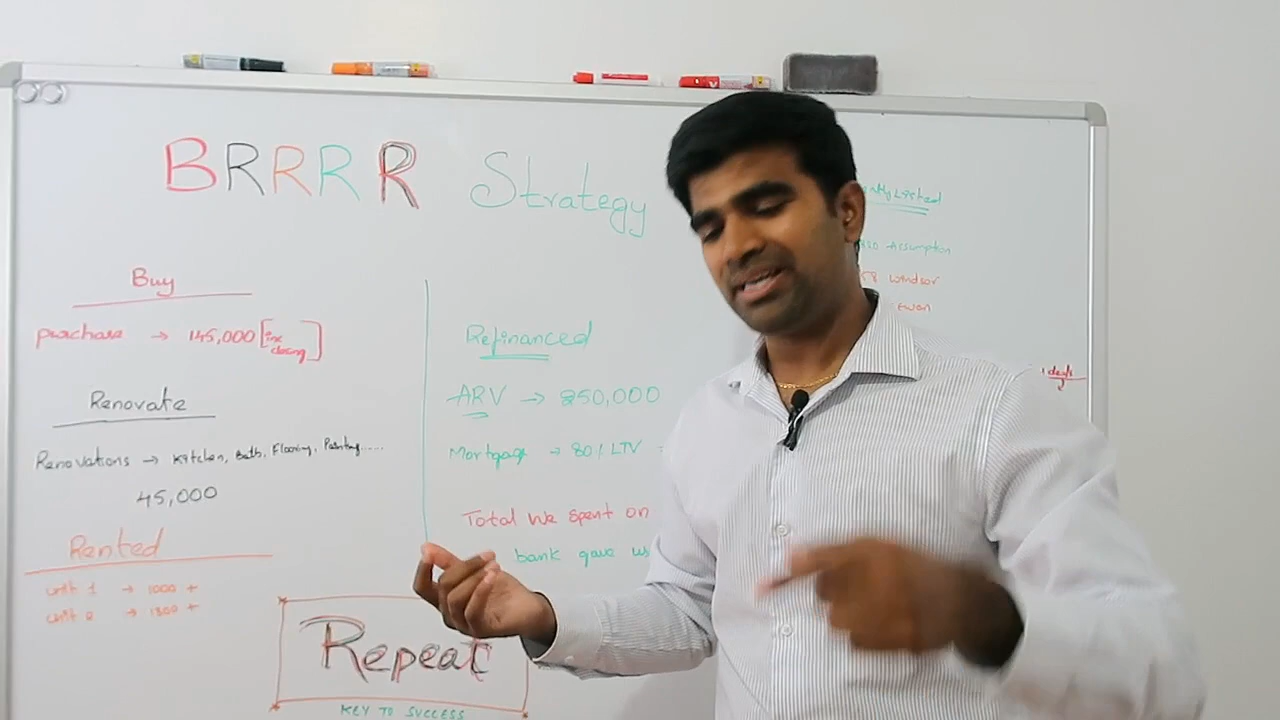 BRRRR Strategy
Buy
purchase → 145,000 [inc closing]
Renovate
Renovations → Kitchen, Bath, Flooring, Painting.....
45,000
Rented
unit 1 → 1000 +
unit 2 → 1300 +
Refinanced
ARV → 250,000
Mortgage → 80% LTV
Total we spent on
bank gave us
Repeat
KEY TO SUCCESS
Listed
Assumption
Windsor